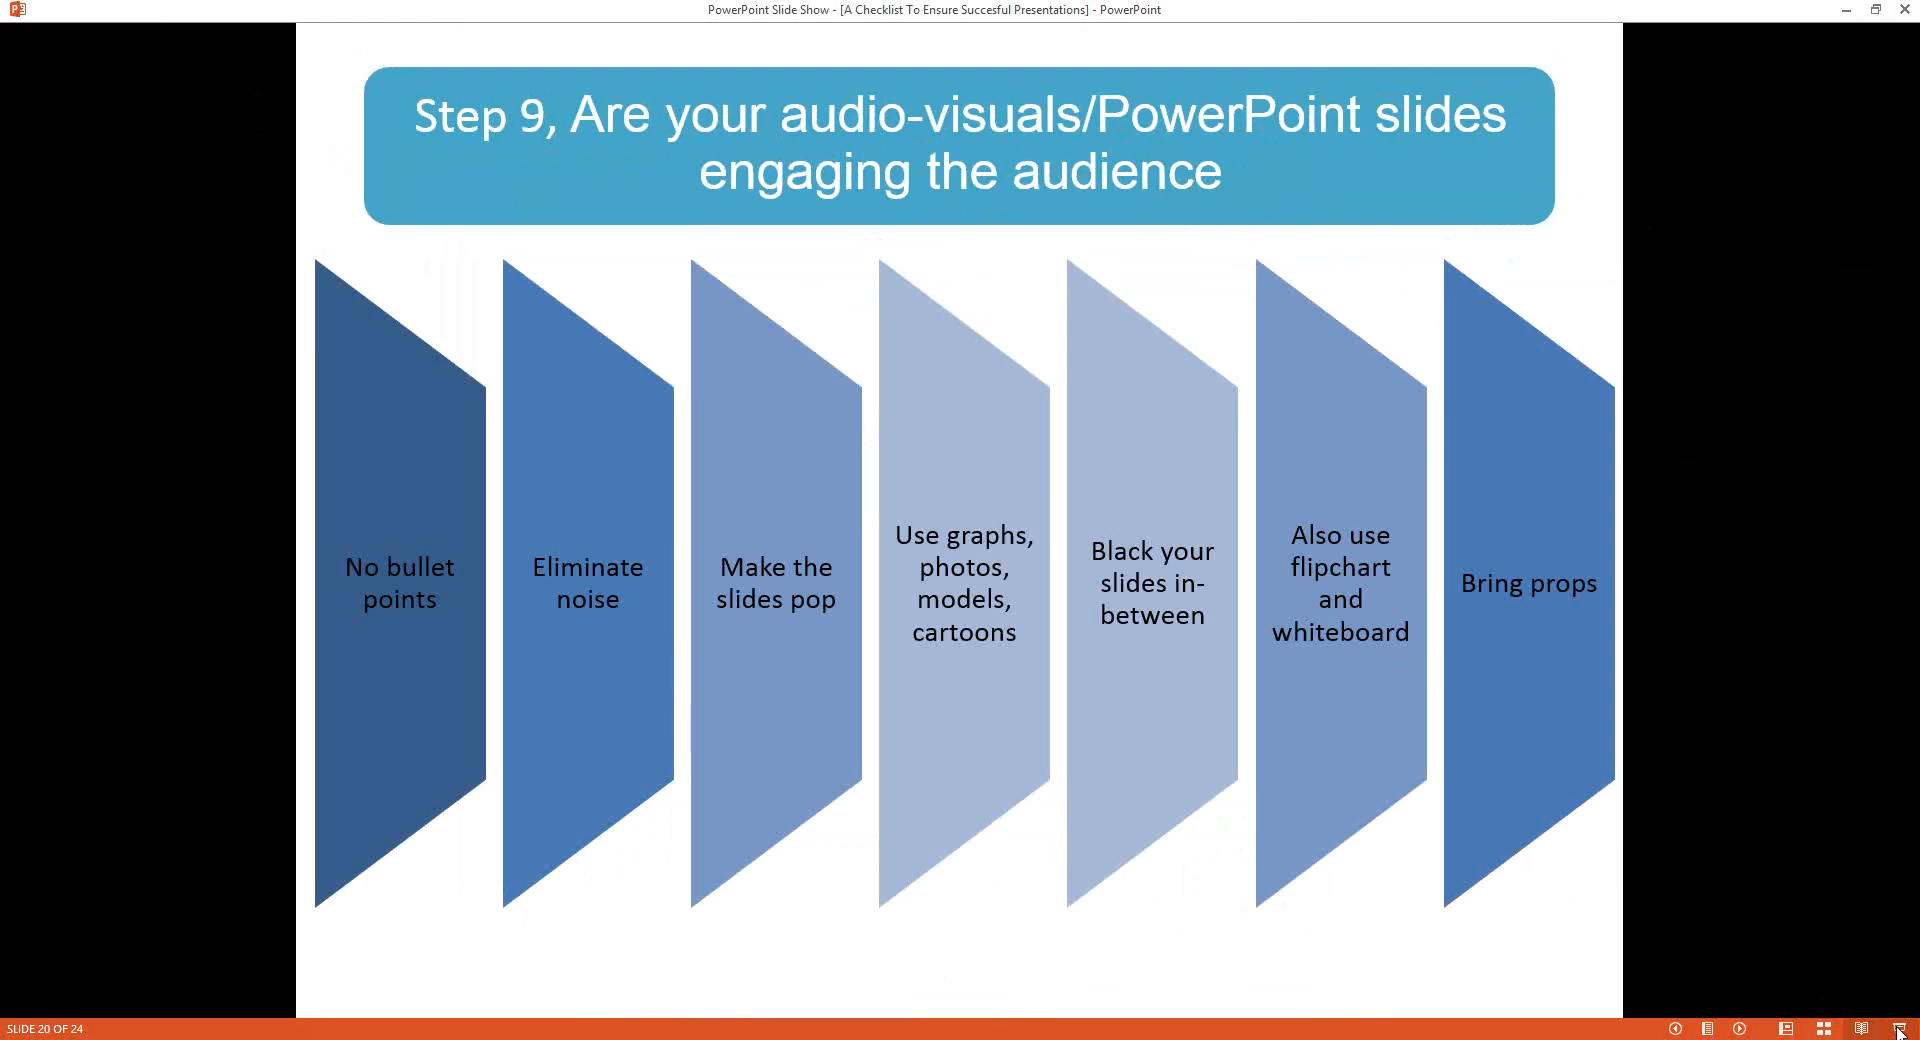 PowerPoint Slide Show - [A Checklist To Ensure Succesful Presentations] - PowerPoint
Step 9, Are your audio-visuals/PowerPoint slides
engaging the audience
No bullet
points
Eliminate
noise
Make the
slides pop
Use graphs,
photos,
models,
cartoons
Black your
slides in-
between
Also use
flipchart
and
whiteboard
Bring props
SLIDE 20 OF 24